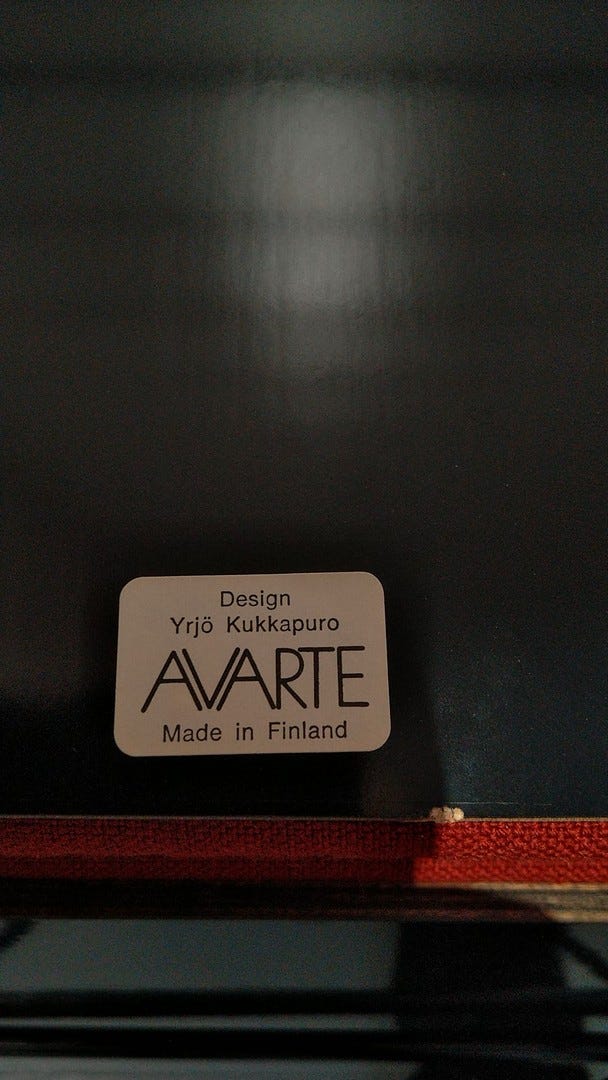 Design
Yrjö Kukkapuro
AVARTE
Made in Finland